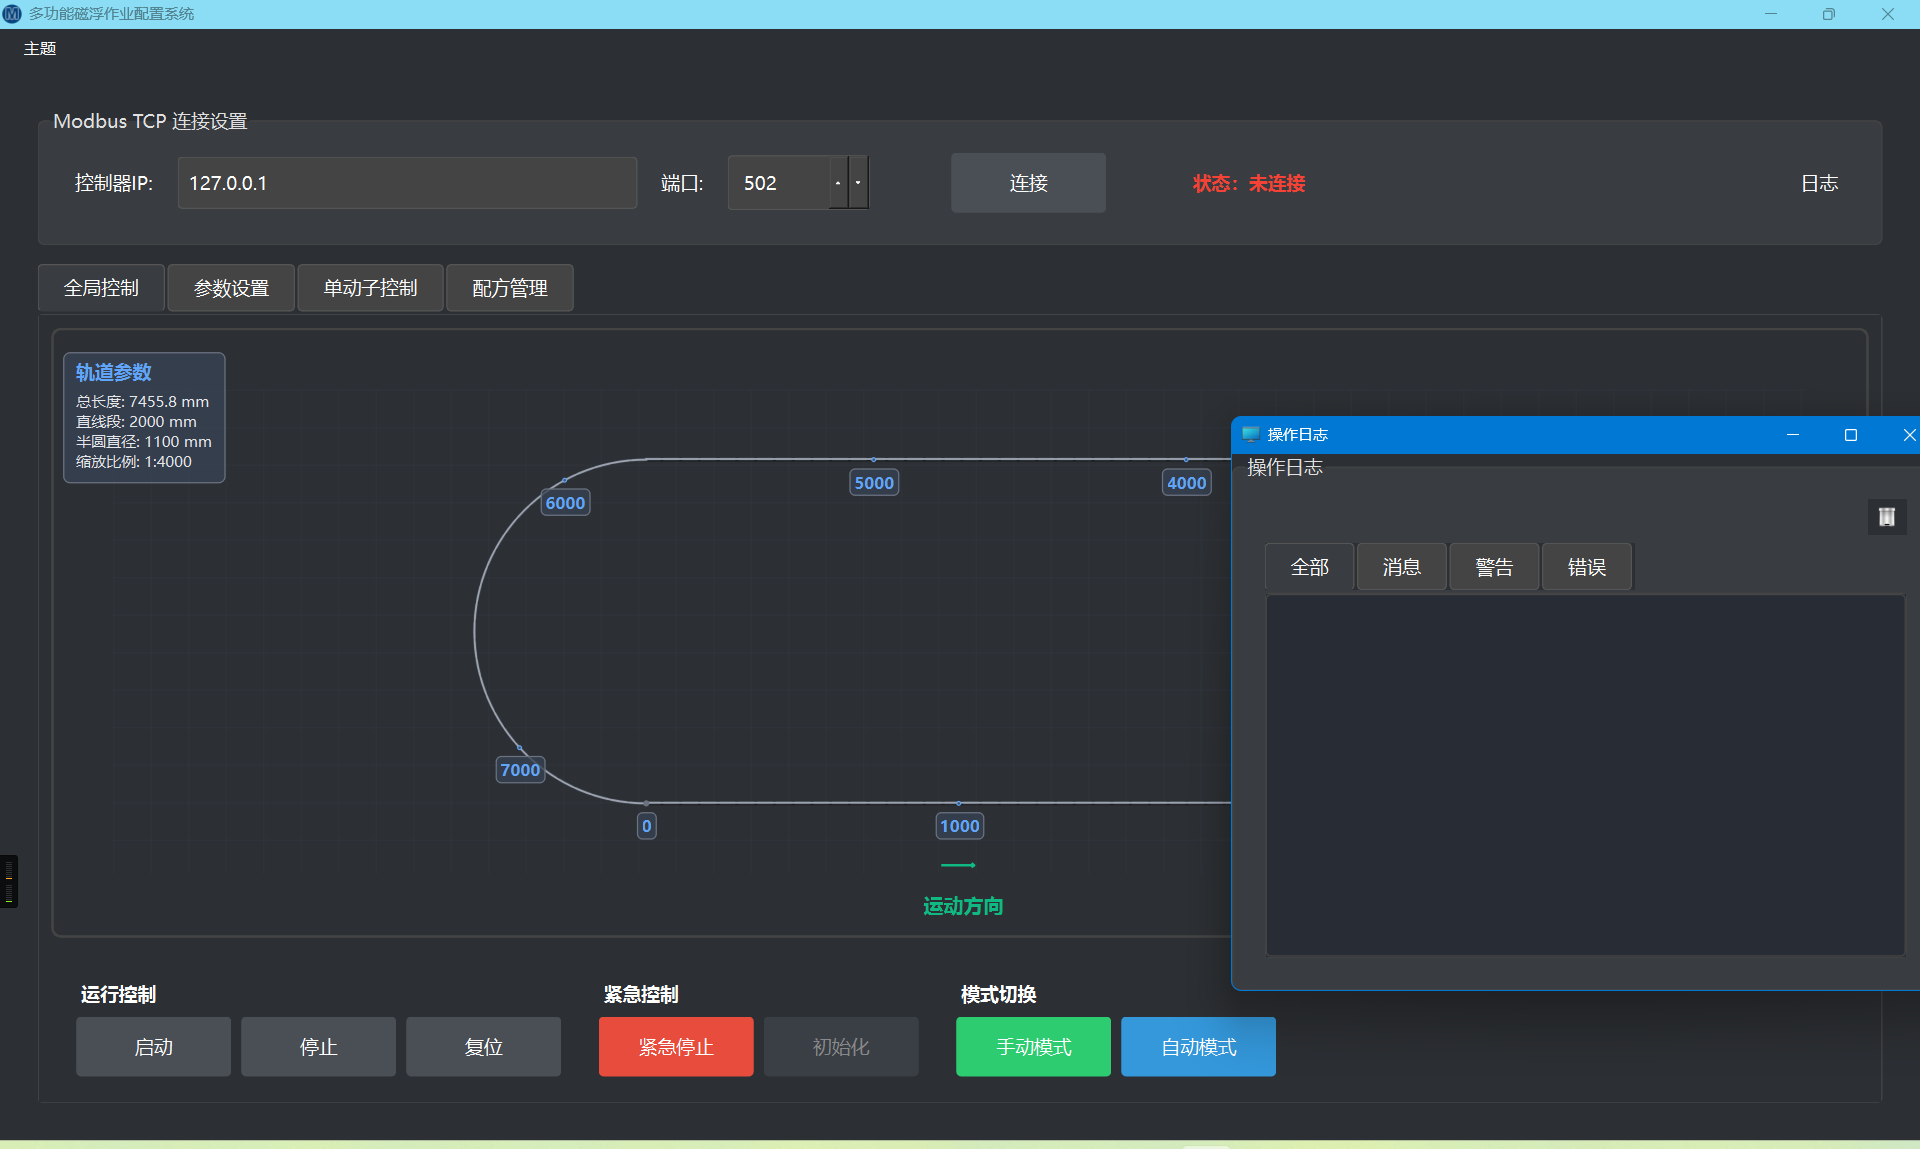 多功能磁浮作业配置系统
主题
Modbus TCP 连接设置
控制器IP: 127.0.0.1 端口: 502 连接 状态：未连接 日志
全局控制 参数设置 单动子控制 配方管理
轨道参数
总长度: 7455.8 mm
直线段: 2000 mm
半圆直径: 1100 mm
缩放比例: 1:4000
6000 5000 4000
7000
0 1000
运动方向
操作日志
操作日志
全部 消息 警告 错误
运行控制 紧急控制 模式切换
启动 停止 复位 紧急停止 初始化 手动模式 自动模式